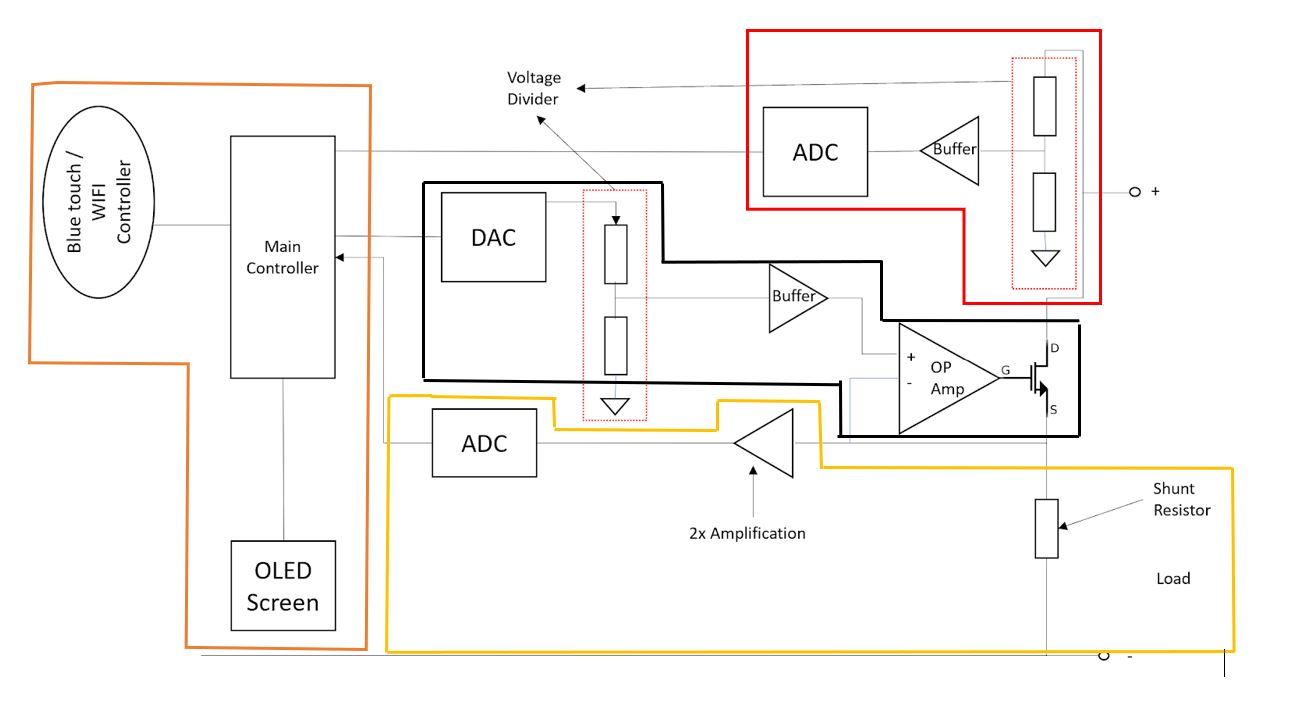 Voltage
Divider
Blue touch /
WIFI
Controller
Main
Controller
ADC
Buffer
+
DAC
Buffer
+
-
OP
Amp
G
D
S
ADC
2x Amplification
Shunt
Resistor
Load
OLED
Screen
-